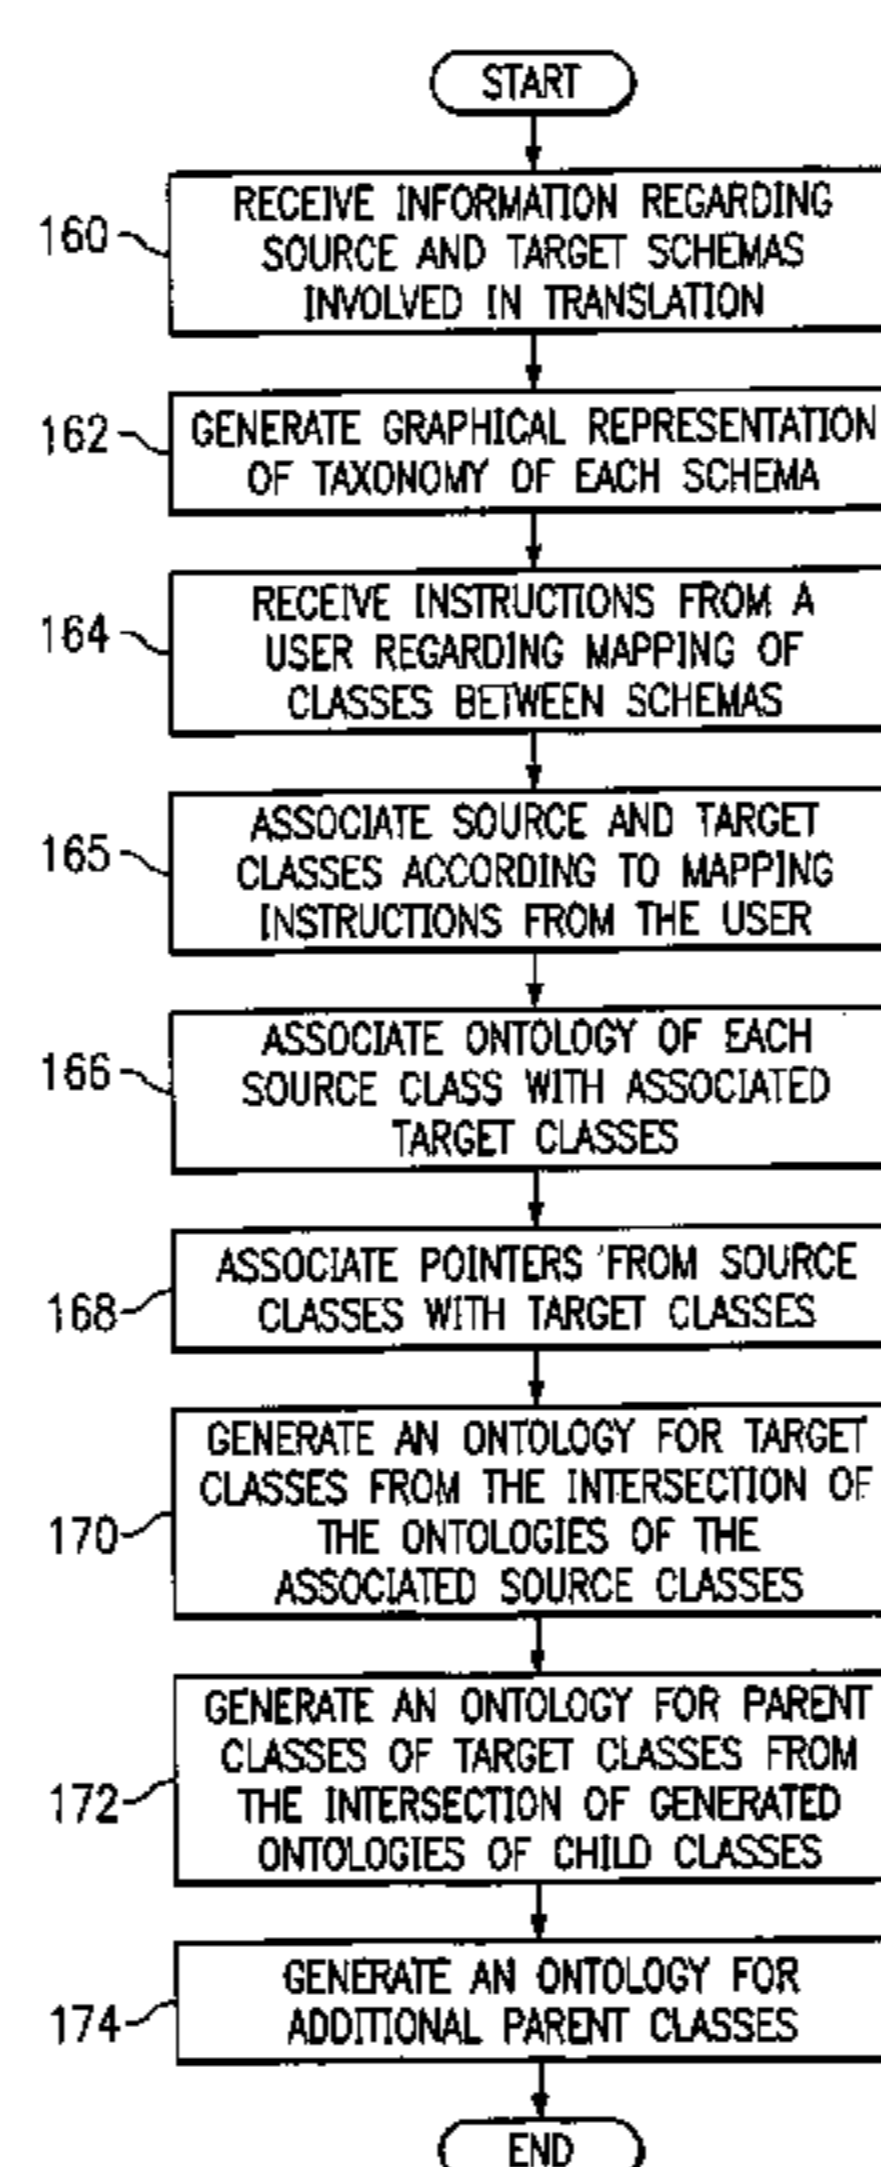 START
160
RECEIVE INFORMATION REGARDING
SOURCE AND TARGET SCHEMAS
INVOLVED IN TRANSLATION
162
GENERATE GRAPHICAL REPRESENTATION
OF TAXONOMY OF EACH SCHEMA
164
RECEIVE INSTRUCTIONS FROM A
USER REGARDING MAPPING OF
CLASSES BETWEEN SCHEMAS
165
ASSOCIATE SOURCE AND TARGET
CLASSES ACCORDING TO MAPPING
INSTRUCTIONS FROM THE USER
166
ASSOCIATE ONTOLOGY OF EACH
SOURCE CLASS WITH ASSOCIATED
TARGET CLASSES
168
ASSOCIATE POINTERS FROM SOURCE
CLASSES WITH TARGET CLASSES
170
GENERATE AN ONTOLOGY FOR TARGET
CLASSES FROM THE INTERSECTION OF
THE ONTOLOGIES OF THE
ASSOCIATED SOURCE CLASSES
172
GENERATE AN ONTOLOGY FOR PARENT
CLASSES OF TARGET CLASSES FROM
THE INTERSECTION OF GENERATED
ONTOLOGIES OF CHILD CLASSES
174
GENERATE AN ONTOLOGY FOR
ADDITIONAL PARENT CLASSES
END